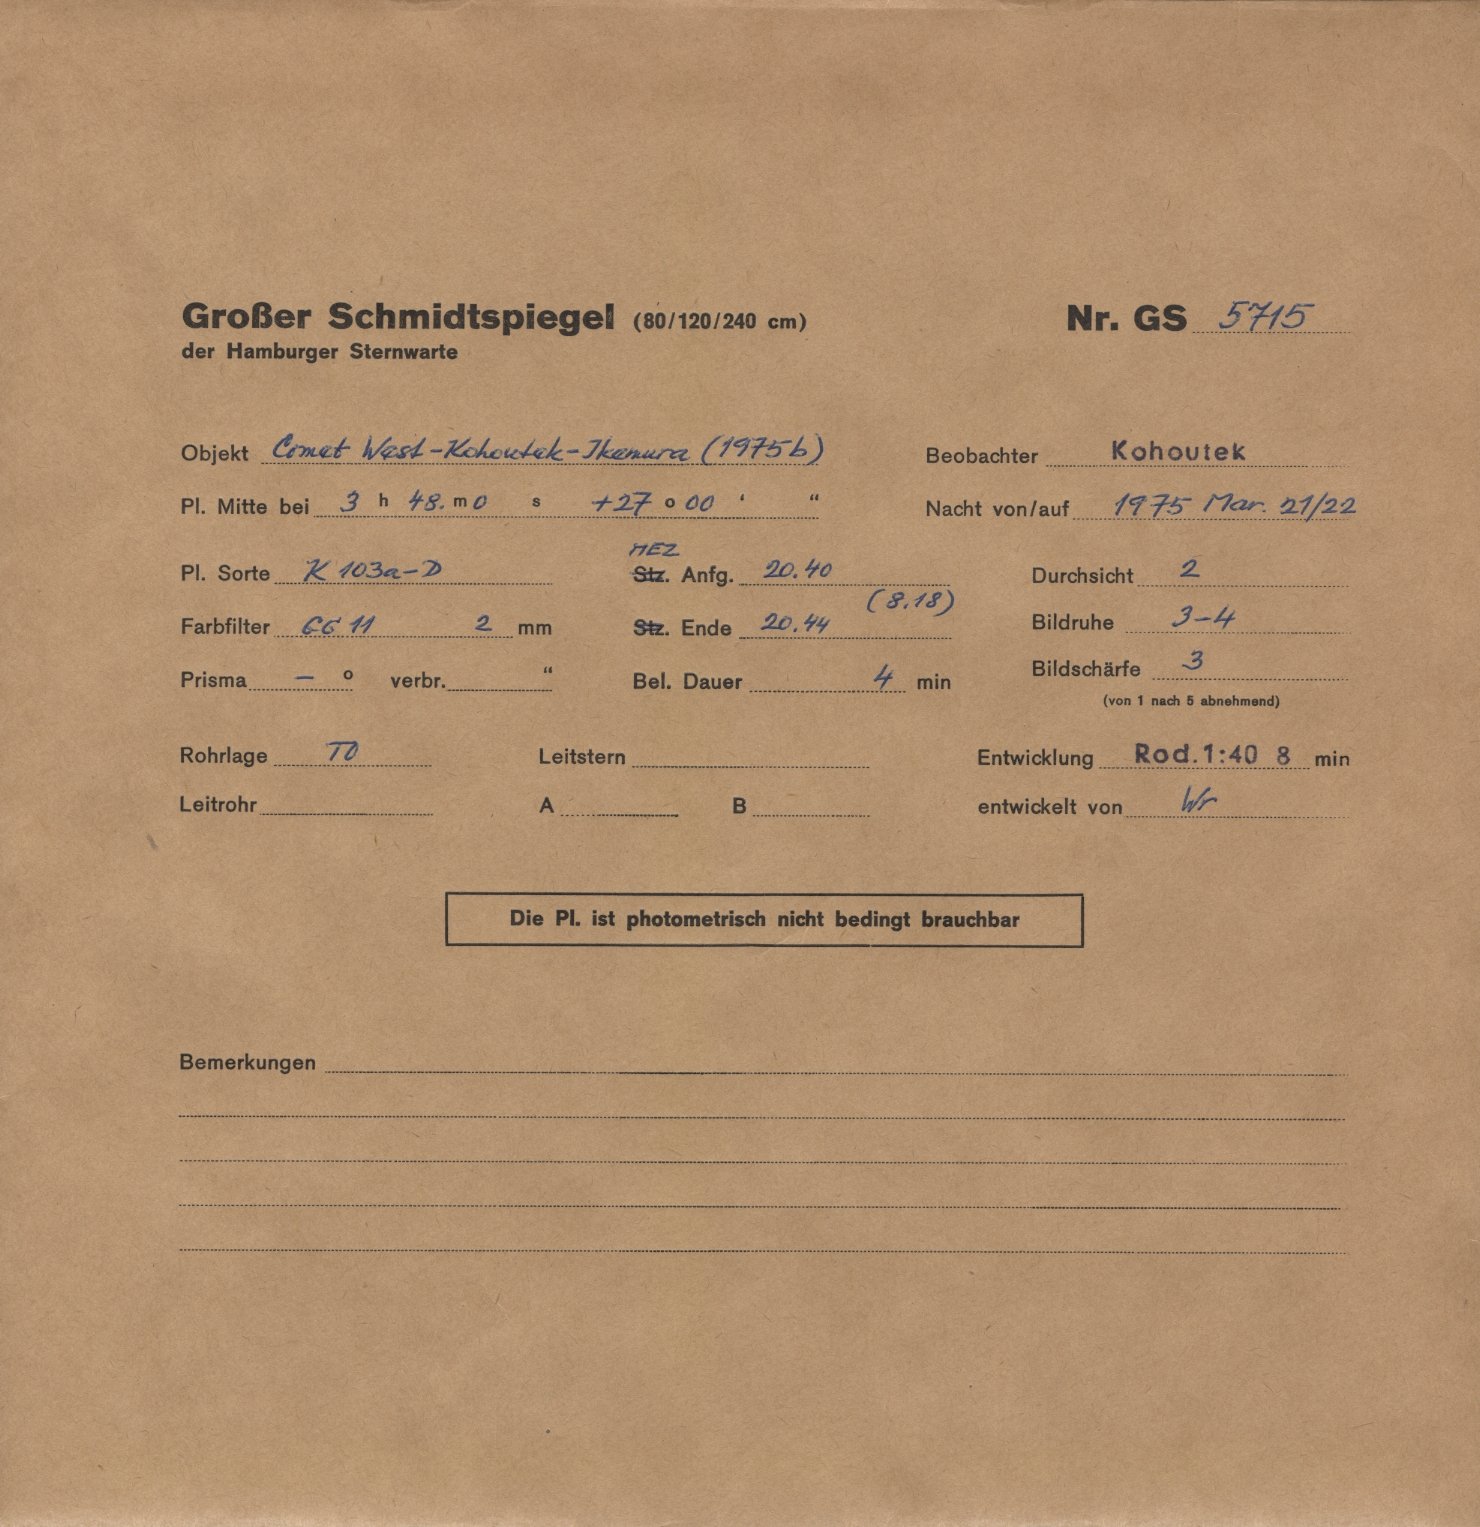 Großer Schmidtspiegel (80/120/240 cm) Nr. GS 5715
der Hamburger Sternwarte
Objekt Comet West-Kohoutek-Ikemura (1975b) Beobachter Kohoutek
Pl. Mitte bei 3 h 48. m 0 s +27 o 00 ' “ Nacht von/auf 1975 Mar. 21/22
MEZ
Pl. Sorte K 103a-D Stz. Anfg. 20.40 Durchsicht 2
(8.18)
Farbfilter GG 11 2 mm Stz. Ende 20.44 Bildruhe 3-4
Prisma – o verbr. “ Bel. Dauer 4 min Bildschärfe 3
(von 1 nach 5 abnehmend)
Rohrlage TO Leitstern Entwicklung Rod.1:40 8 min
Leitrohr A B entwickelt von Wr
Die Pl. ist photometrisch nicht bedingt brauchbar
Bemerkungen